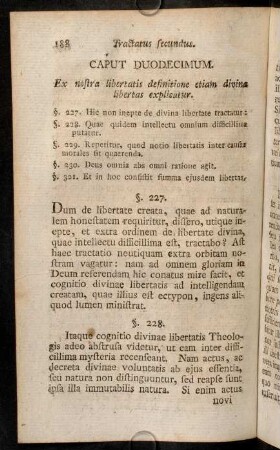 188 Tractatus secundus.
CAPUT DUODECIMUM.
Ex nostra libertatis definitione etiam divina
libertas explicatur.
§. 227. Hic non inepte de divina libertate tractatur:
§. 228. Quae quidem intellectu omnium difficillima
putatur.
§. 229. Repetitur, quod notio libertatis inter causas
morales sit quaerenda.
§. 230. Deus omnia abs omni ratione agit.
§. 321. Et in hoc consistit summa ejusdem libertas.
§. 227.
Dum de libertate creata, quae ad natura-
lem honestatem requiritur, differo, utique in-
epte, et extra ordinem de libertate divina,
quae intellectu difficillima est, tractabo? Ast
haec tractatio neutiquam extra orbitam no-
stram vagatur: nam ad omnem gloriam in
Deum referendam hic conatus mire facit, et
cognitio divinae libertatis ad intelligendam
creatam, quae illius est ectypon, ingens ali-
quod lumen ministrat.
§. 228.
Itaque cognitio divinae libertatis Theolo-
gis adeo abstrusa videtur, ut eam inter diffi-
cillima mysteria recenseant. Nam actus, ac
decreta divinae voluntatis ab ejus essentia,
seu natura non distinguuntur, sed reapse sunt
ipsa illa immutabilis natura. Si enim actus
novi